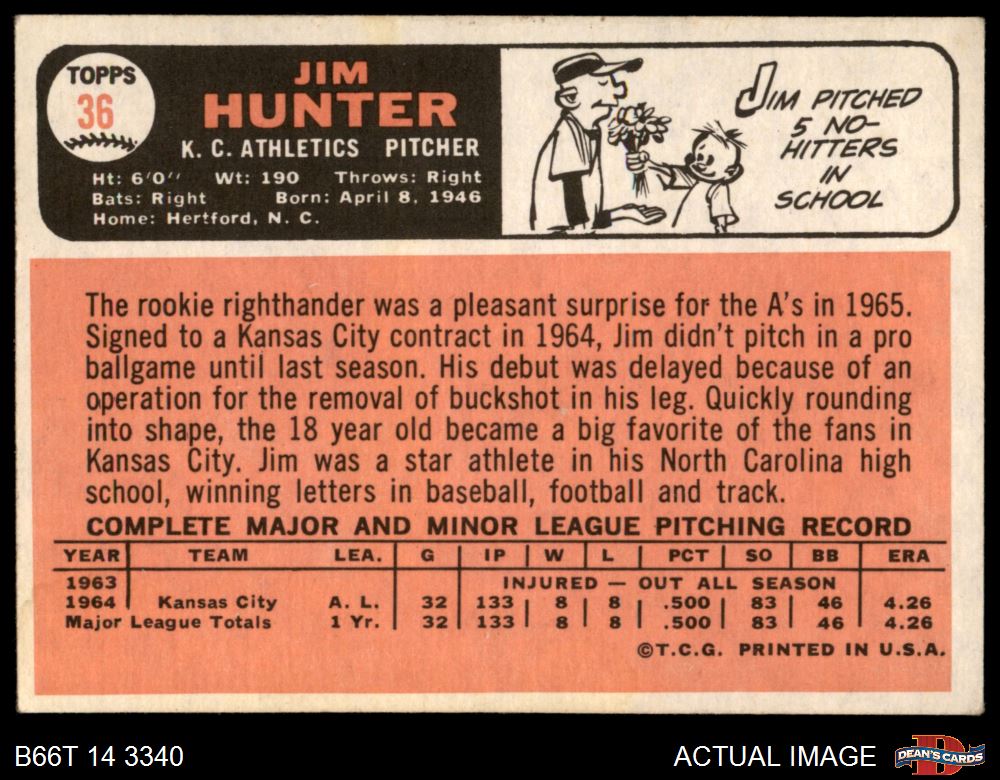 TOPPS
36
JIM
HUNTER
K. C. ATHLETICS PITCHER
Ht: 6'0'' Wt: 190 Throws: Right
Bats: Right Born: April 8, 1946
Home: Hertford, N. C.
JIM PITCHED
5 NO-
HITTERS
IN
SCHOOL
The rookie righthander was a pleasant surprise for the A's in 1965.
Signed to a Kansas City contract in 1964, Jim didn't pitch in a pro
ballgame until last season. His debut was delayed because of an
operation for the removal of buckshot in his leg. Quickly rounding
into shape, the 18 year old became a big favorite of the fans in
Kansas City. Jim was a star athlete in his North Carolina high
school, winning letters in baseball, football and track.
COMPLETE MAJOR AND MINOR LEAGUE PITCHING RECORD
YEAR TEAM LEA. G IP W L PCT SO BB ERA
1963 INJURED — OUT ALL SEASON
1964 Kansas City A. L. 32 133 8 8 .500 83 46 4.26
Major League Totals 1 Yr. 32 133 8 8 .500 83 46 4.26
©T.C.G. PRINTED IN U.S.A.
B66T 14 3340
ACTUAL IMAGE
DEAN'S CARDS